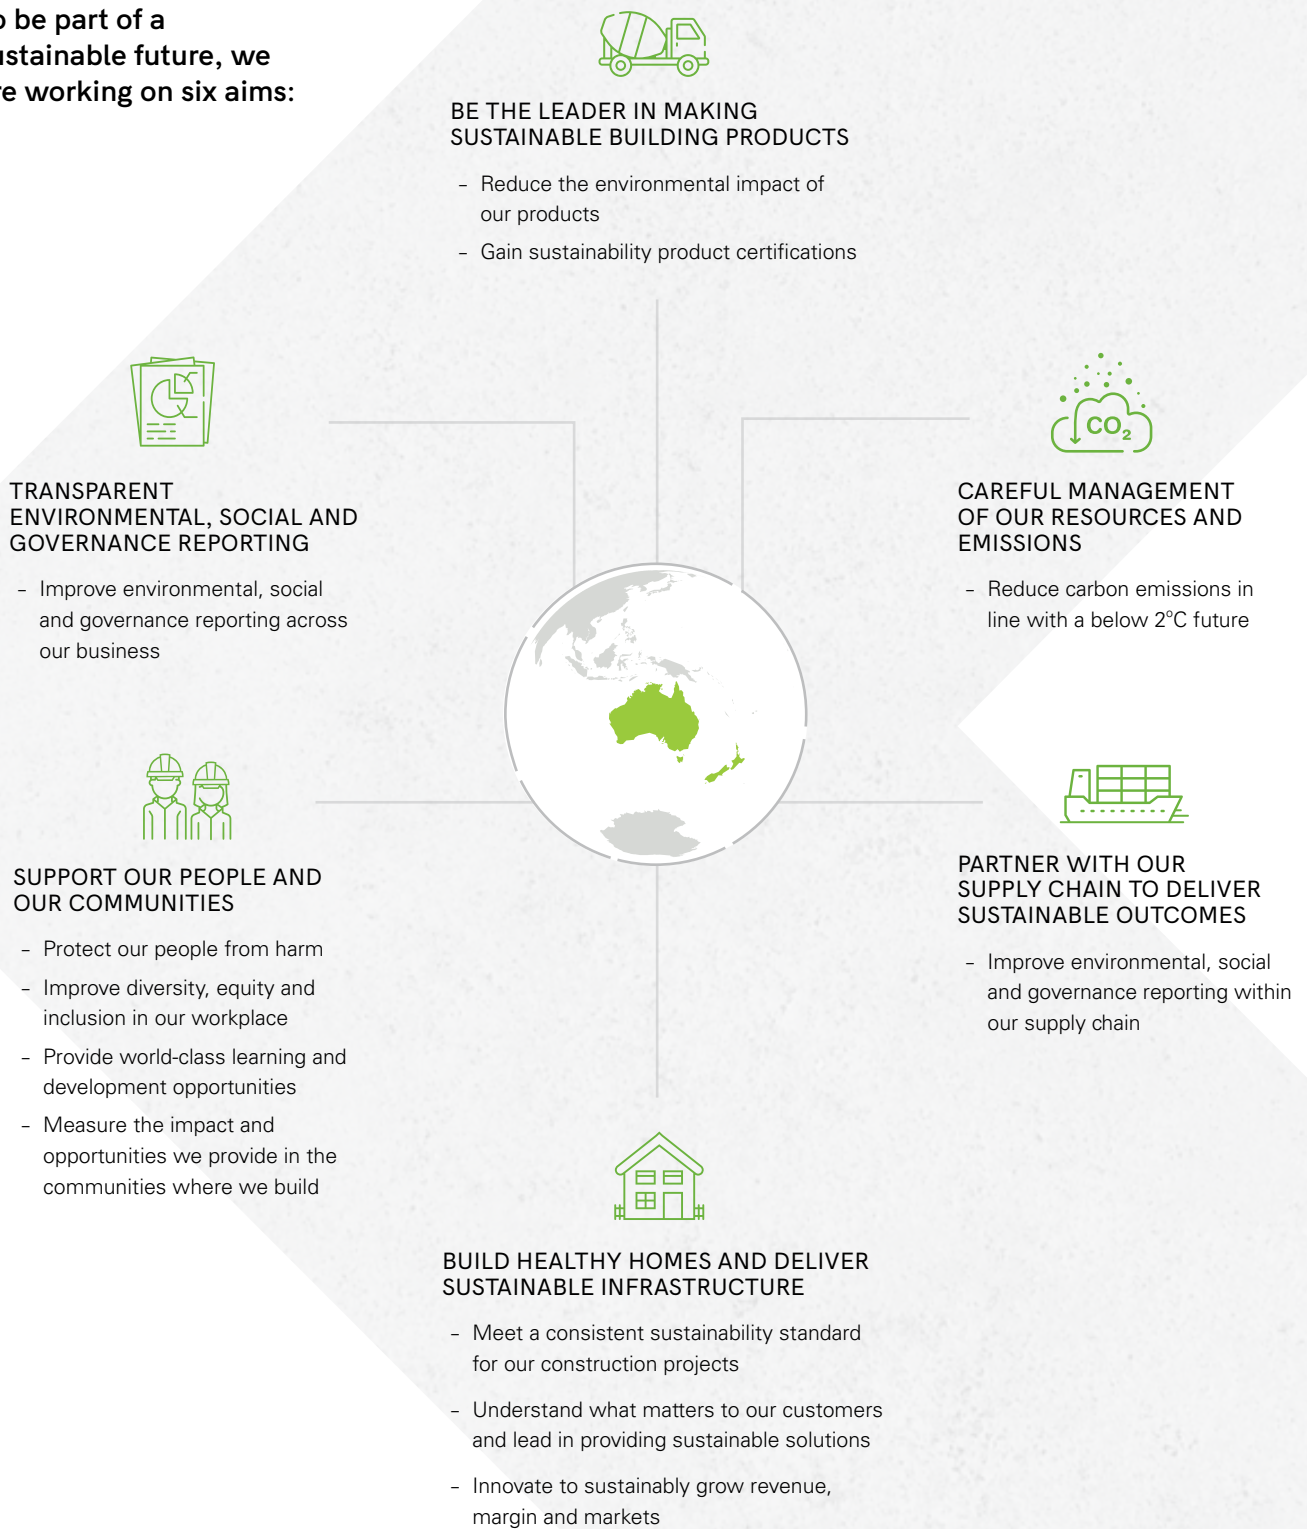 o be part of a
ustainable future, we
re working on six aims:
BE THE LEADER IN MAKING
SUSTAINABLE BUILDING PRODUCTS
– Reduce the environmental impact of
our products
– Gain sustainability product certifications
TRANSPARENT
ENVIRONMENTAL, SOCIAL AND
GOVERNANCE REPORTING
– Improve environmental, social
and governance reporting across
our business
CO₂
CAREFUL MANAGEMENT
OF OUR RESOURCES AND
EMISSIONS
– Reduce carbon emissions in
line with a below 2°C future
SUPPORT OUR PEOPLE AND
OUR COMMUNITIES
– Protect our people from harm
– Improve diversity, equity and
inclusion in our workplace
– Provide world-class learning and
development opportunities
– Measure the impact and
opportunities we provide in the
communities where we build
PARTNER WITH OUR
SUPPLY CHAIN TO DELIVER
SUSTAINABLE OUTCOMES
– Improve environmental, social
and governance reporting within
our supply chain
BUILD HEALTHY HOMES AND DELIVER
SUSTAINABLE INFRASTRUCTURE
– Meet a consistent sustainability standard
for our construction projects
– Understand what matters to our customers
and lead in providing sustainable solutions
– Innovate to sustainably grow revenue,
margin and markets